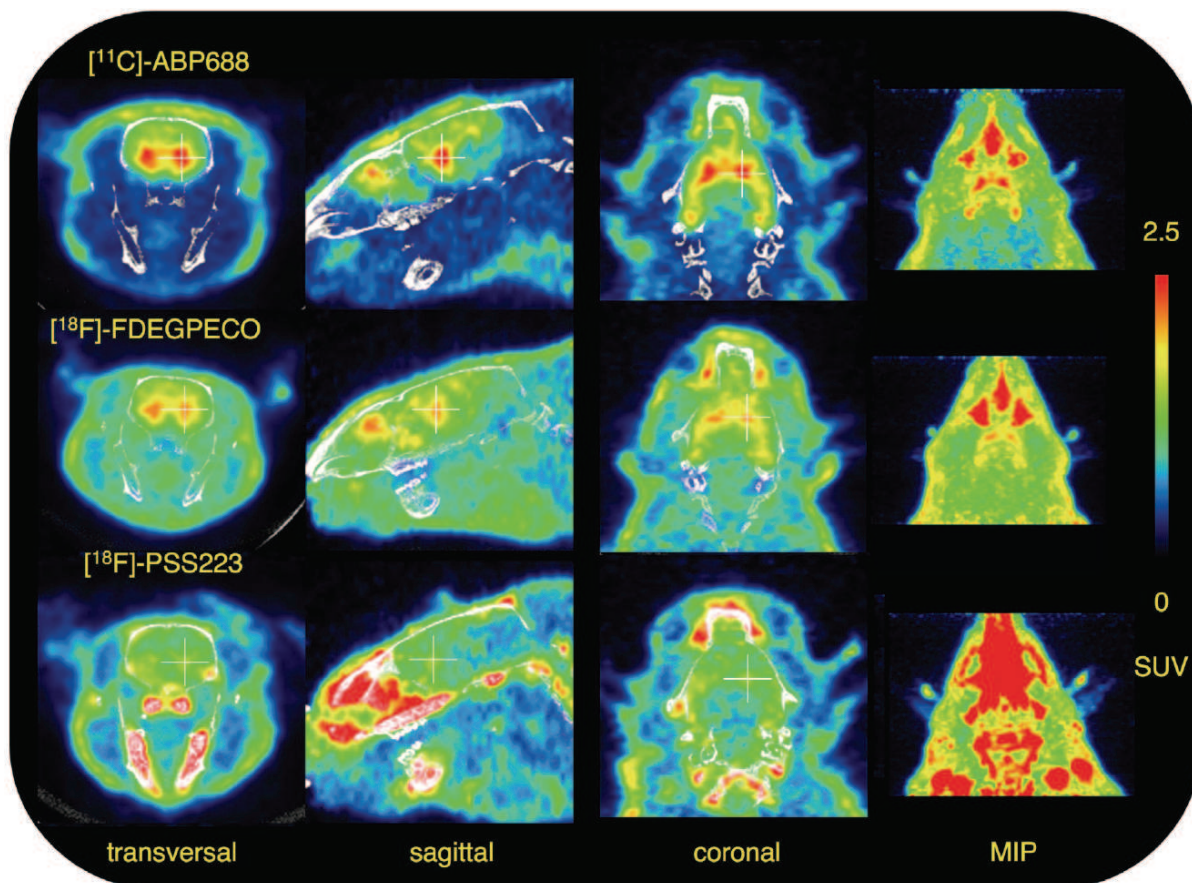 [¹¹C]-ABP688
[¹⁸F]-FDEGPECO
[¹⁸F]-PSS223
2.5
0
SUV
transversal sagittal coronal MIP